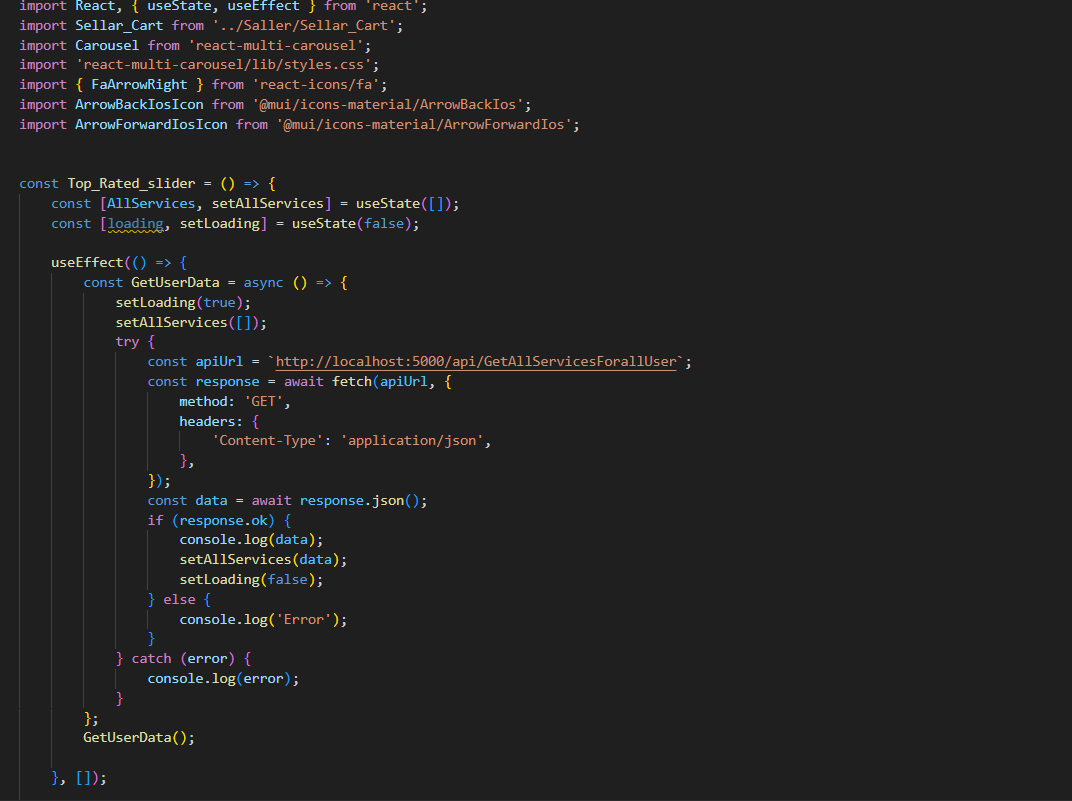 import React, { useState, useEffect } from 'react';
import Sellar_Cart from '../Saller/Sellar_Cart';
import Carousel from 'react-multi-carousel';
import 'react-multi-carousel/lib/styles.css';
import { FaArrowRight } from 'react-icons/fa';
import ArrowBackIosIcon from '@mui/icons-material/ArrowBackIos';
import ArrowForwardIosIcon from '@mui/icons-material/ArrowForwardIos';
const Top_Rated_slider = () => {
const [AllServices, setAllServices] = useState([]);
const [loading, setLoading] = useState(false);
useEffect(() => {
const GetUserData = async () => {
setLoading(true);
setAllServices([]);
try {
const apiUrl = `http://localhost:5000/api/GetAllServicesForallUser`;
const response = await fetch(apiUrl, {
method: 'GET',
headers: {
'Content-Type': 'application/json',
},
});
const data = await response.json();
if (response.ok) {
console.log(data);
setAllServices(data);
setLoading(false);
} else {
console.log('Error');
}
} catch (error) {
console.log(error);
}
};
GetUserData();
}, []);